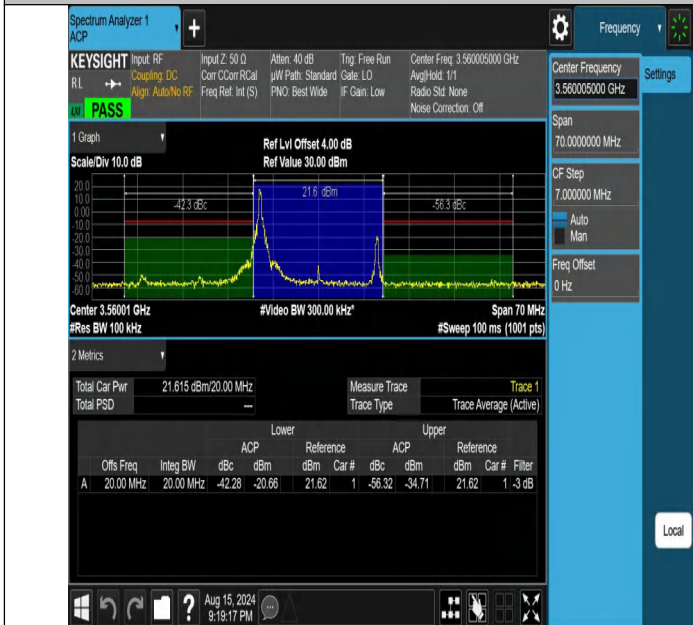 Spectrum Analyzer 1
ACP
+
Frequency
KEYSIGHT
Input: RF
Coupling: DC
Align: Auto/No RF
Input Z: 50 Ω
Corr CCorr RCal
Freq Ref: Int (S)
Atten: 40 dB
µW Path: Standard
PNO: Best Wide
Trig: Free Run
Gate: LO
IF Gain: Low
Center Freq: 3.560005000 GHz
Avg|Hold: 1/1
Radio Std: None
Noise Correction: Off
RL
PASS
Center Frequency
3.560005000 GHz
Settings
Span
70.0000000 MHz
CF Step
7.000000 MHz
Auto
Man
Freq Offset
0 Hz
Local
1 Graph
Scale/Div 10.0 dB
Ref Lvl Offset 4.00 dB
Ref Value 30.00 dBm
20.0
10.0
0.00
-10.0
-20.0
-30.0
-40.0
-50.0
-60.0
-42.3 dBc
21.6 dBm
-56.3 dBc
Center 3.56001 GHz
#Video BW 300.00 kHz*
Span 70 MHz
#Res BW 100 kHz
#Sweep 100 ms (1001 pts)
2 Metrics
Total Car Pwr 21.615 dBm/20.00 MHz
Total PSD ---
Measure Trace Trace 1
Trace Type Trace Average (Active)
Lower Upper
ACP Reference ACP Reference
Offs Freq Integ BW dBc dBm dBm Car # dBc dBm dBm Car # Filter
A 20.00 MHz 20.00 MHz -42.28 -20.66 21.62 1 -56.32 -34.71 21.62 1 -3 dB
?
Aug 15, 2024
9:19:17 PM